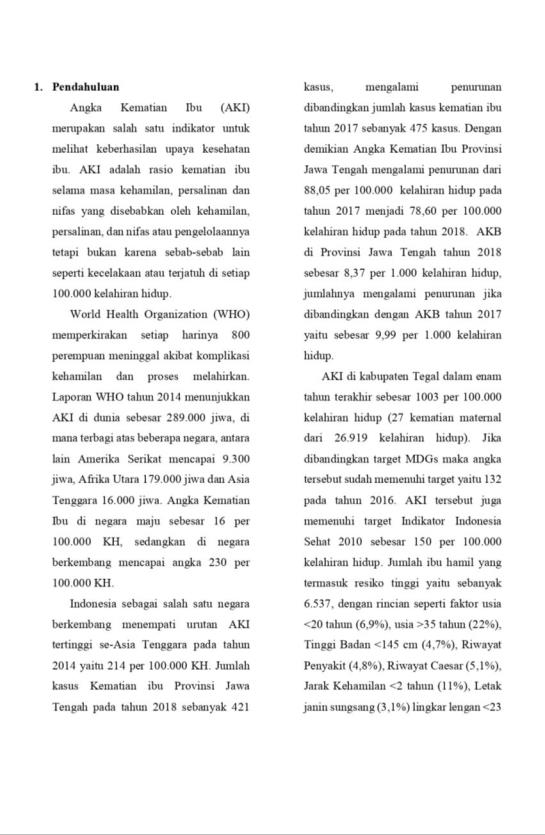 1. Pendahuluan
Angka Kematian Ibu (AKI)
merupakan salah satu indikator untuk
melihat keberhasilan upaya kesehatan
ibu. AKI adalah rasio kematian ibu
selama masa kehamilan, persalinan dan
nifas yang disebabkan oleh kehamilan,
persalinan, dan nifas atau pengelolaannya
tetapi bukan karena sebab-sebab lain
seperti kecelakaan atau terjatuh di setiap
100.000 kelahiran hidup.
World Health Organization (WHO)
memperkirakan setiap harinya 800
perempuan meninggal akibat komplikasi
kehamilan dan proses melahirkan.
Laporan WHO tahun 2014 menunjukkan
AKI di dunia sebesar 289.000 jiwa, di
mana terbagi atas beberapa negara, antara
lain Amerika Serikat mencapai 9.300
jiwa, Afrika Utara 179.000 jiwa dan Asia
Tenggara 16.000 jiwa. Angka Kematian
Ibu di negara maju sebesar 16 per
100.000 KH, sedangkan di negara
berkembang mencapai angka 230 per
100.000 KH.
Indonesia sebagai salah satu negara
berkembang menempati urutan AKI
tertinggi se-Asia Tenggara pada tahun
2014 yaitu 214 per 100.000 KH. Jumlah
kasus Kematian ibu Provinsi Jawa
Tengah pada tahun 2018 sebanyak 421
kasus, mengalami penurunan
dibandingkan jumlah kasus kematian ibu
tahun 2017 sebanyak 475 kasus. Dengan
demikian Angka Kematian Ibu Provinsi
Jawa Tengah mengalami penurunan dari
88,05 per 100.000 kelahiran hidup pada
tahun 2017 menjadi 78,60 per 100.000
kelahiran hidup pada tahun 2018. AKB
di Provinsi Jawa Tengah tahun 2018
sebesar 8,37 per 1.000 kelahiran hidup,
jumlahnya mengalami penurunan jika
dibandingkan dengan AKB tahun 2017
yaitu sebesar 9,99 per 1.000 kelahiran
hidup.
AKI di kabupaten Tegal dalam enam
tahun terakhir sebesar 1003 per 100.000
kelahiran hidup (27 kematian maternal
dari 26.919 kelahiran hidup). Jika
dibandingkan target MDGs maka angka
tersebut sudah memenuhi target yaitu 132
pada tahun 2016. AKI tersebut juga
memenuhi target Indikator Indonesia
Sehat 2010 sebesar 150 per 100.000
kelahiran hidup. Jumlah ibu hamil yang
termasuk resiko tinggi yaitu sebanyak
6.537, dengan rincian seperti faktor usia
<20 tahun (6,9%), usia >35 tahun (22%),
Tinggi Badan <145 cm (4,7%), Riwayat
Penyakit (4,8%), Riwayat Caesar (5,1%),
Jarak Kehamilan <2 tahun (11%), Letak
janin sungsang (3,1%) lingkar lengan <23